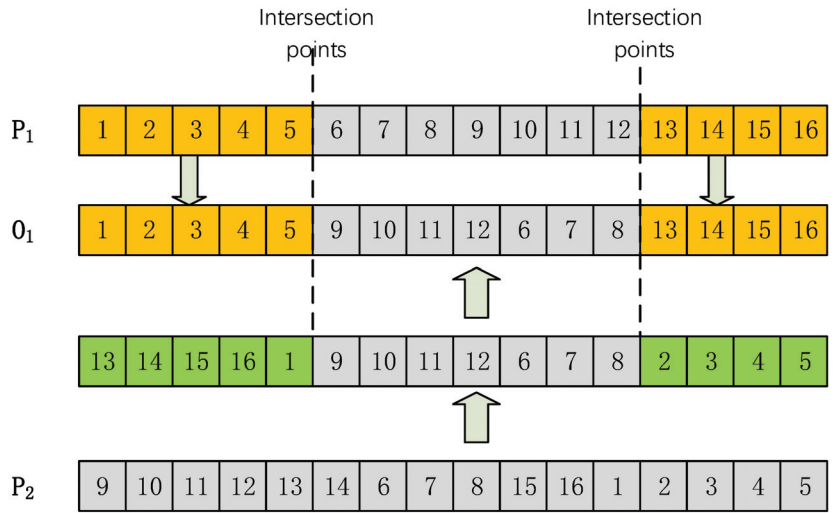 Intersection points
Intersection points
P₁ 1 2 3 4 5 6 7 8 9 10 11 12 13 14 15 16
0₁ 1 2 3 4 5 9 10 11 12 6 7 8 13 14 15 16
13 14 15 16 1 9 10 11 12 6 7 8 2 3 4 5
P₂ 9 10 11 12 13 14 6 7 8 15 16 1 2 3 4 5